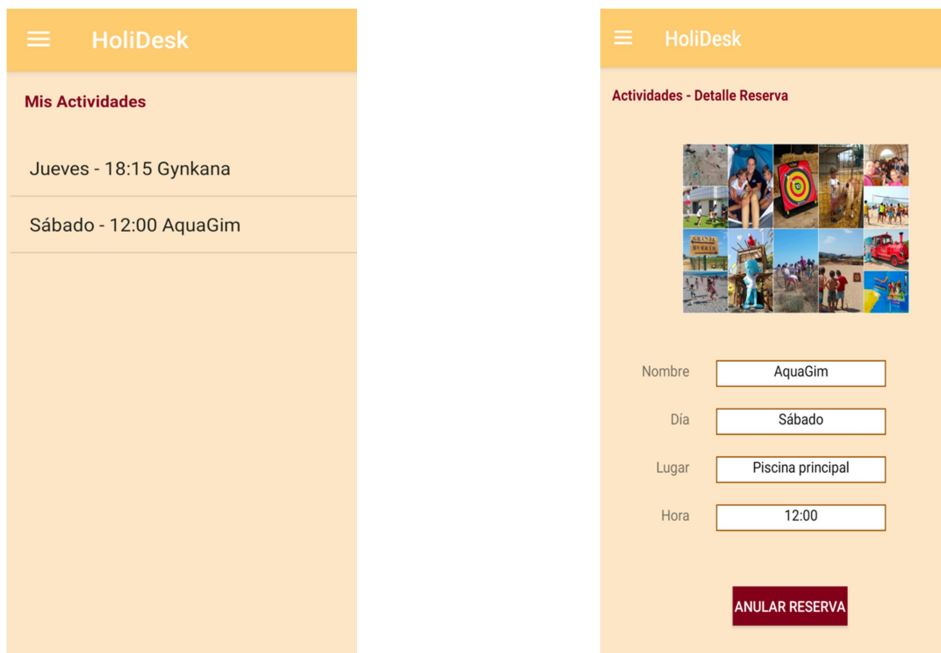 HoliDesk
Mis Actividades
Jueves - 18:15 Gynkana
Sábado - 12:00 AquaGim
HoliDesk
Actividades - Detalle Reserva
Nombre AquaGim
Día Sábado
Lugar Piscina principal
Hora 12:00
ANULAR RESERVA